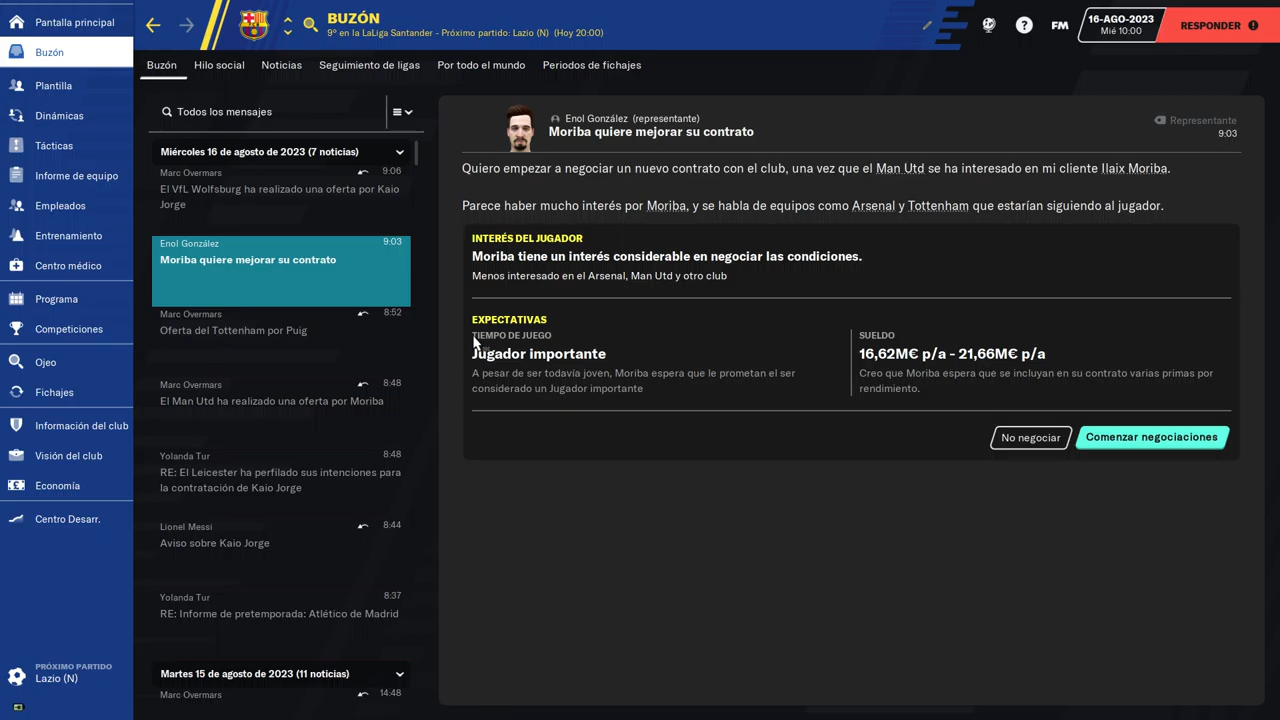 Pantalla principal
Buzón
Plantilla
Dinámicas
Tácticas
Informe de equipo
Empleados
Entrenamiento
Centro médico
Programa
Competiciones
Ojeo
Fichajes
Información del club
Visión del club
Economía
Centro Desarr.
PRÓXIMO PARTIDO
Lazio (N)
BUZÓN
9º en la LaLiga Santander - Próximo partido: Lazio (N) (Hoy 20:00)
?
FM
16-AGO-2023
Mié 10:00
RESPONDER
Buzón
Hilo social
Noticias
Seguimiento de ligas
Por todo el mundo
Periodos de fichajes
Todos los mensajes
Miércoles 16 de agosto de 2023 (7 noticias)
Marc Overmars 9:06
El VfL Wolfsburg ha realizado una oferta por Kaio
Jorge
Enol González 9:03
Moriba quiere mejorar su contrato
Marc Overmars 8:52
Oferta del Tottenham por Puig
Marc Overmars 8:48
El Man Utd ha realizado una oferta por Moriba
Yolanda Tur 8:48
RE: El Leicester ha perfilado sus intenciones para
la contratación de Kaio Jorge
Lionel Messi 8:44
Aviso sobre Kaio Jorge
Yolanda Tur 8:37
RE: Informe de pretemporada: Atlético de Madrid
Martes 15 de agosto de 2023 (11 noticias)
Marc Overmars 14:48
Enol González (representante)
Moriba quiere mejorar su contrato
Representante
9:03
Quiero empezar a negociar un nuevo contrato con el club, una vez que el Man Utd se ha interesado en mi cliente Ilaix Moriba.
Parece haber mucho interés por Moriba, y se habla de equipos como Arsenal y Tottenham que estarían siguiendo al jugador.
INTERÉS DEL JUGADOR
Moriba tiene un interés considerable en negociar las condiciones.
Menos interesado en el Arsenal, Man Utd y otro club
EXPECTATIVAS
TIEMPO DE JUEGO
Jugador importante
A pesar de ser todavía joven, Moriba espera que le prometan el ser
considerado un Jugador importante
SUELDO
16,62M€ p/a - 21,66M€ p/a
Creo que Moriba espera que se incluyan en su contrato varias primas por
rendimiento.
No negociar
Comenzar negociaciones